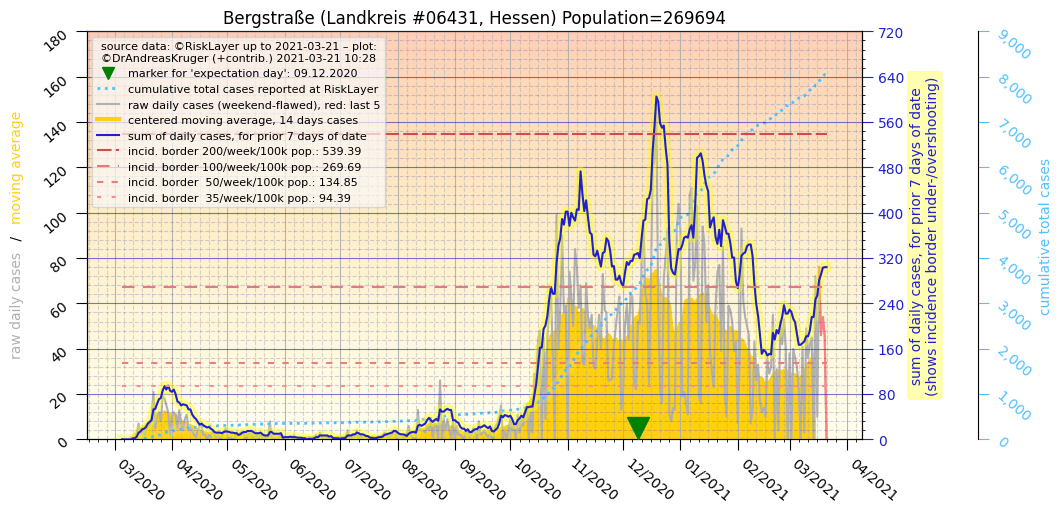 Bergstraße (Landkreis #06431, Hessen) Population=269694
source data: ©RiskLayer up to 2021-03-21 – plot:
©DrAndreasKruger (+contrib.) 2021-03-21 10:28
marker for 'expectation day': 09.12.2020
cumulative total cases reported at RiskLayer
raw daily cases (weekend-flawed), red: last 5
centered moving average, 14 days cases
sum of daily cases, for prior 7 days of date
incid. border 200/week/100k pop.: 539.39
incid. border 100/week/100k pop.: 269.69
incid. border  50/week/100k pop.: 134.85
incid. border  35/week/100k pop.: 94.39
raw daily cases  /  moving average
180
160
140
120
100
80
60
40
20
0
03/2020
04/2020
05/2020
06/2020
07/2020
08/2020
09/2020
10/2020
11/2020
12/2020
01/2021
02/2021
03/2021
04/2021
720
640
560
480
400
320
240
160
80
0
sum of daily cases, for prior 7 days of date
(shows incidence border under-/overshooting)
9,000
8,000
7,000
6,000
5,000
4,000
3,000
2,000
1,000
0
cumulative total cases